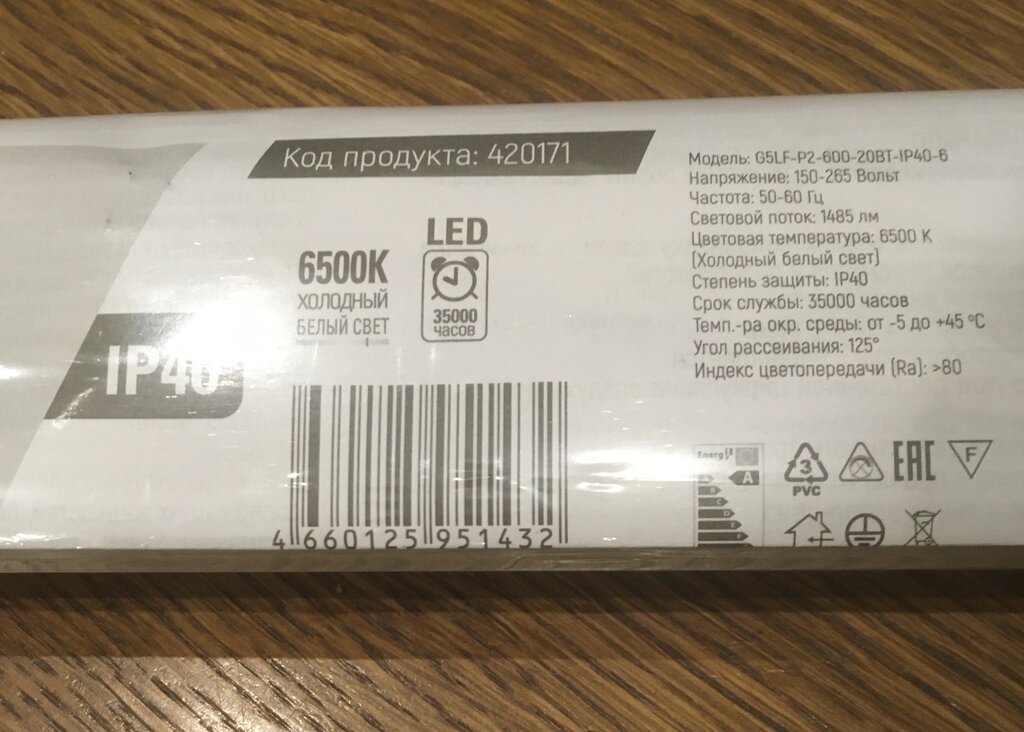 Код продукта: 420171
6500K
ХОЛОДНЫЙ
БЕЛЫЙ СВЕТ
LED
35000
ЧАСОВ
IP40
4 660125 951432
Модель: G5LF-P2-600-20ВТ-IP40-6
Напряжение: 150-265 Вольт
Частота: 50-60 Гц
Световой поток: 1485 лм
Цветовая температура: 6500 К
(Холодный белый свет)
Степень защиты: IP40
Срок службы: 35000 часов
Темп.-ра окр. среды: от -5 до +45 °C
Угол рассеивания: 125°
Индекс цветопередачи (Ra): >80
Energ
A
3
PVC
EAC
F